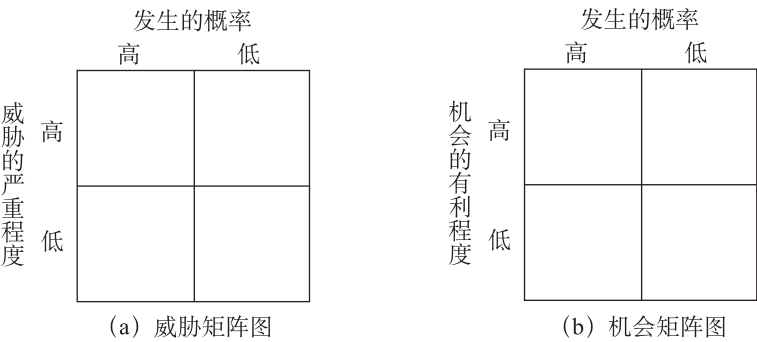 发生的概率
高 低
威胁的严重程度
高
低
(a) 威胁矩阵图
发生的概率
高 低
机会的有利程度
高
低
(b) 机会矩阵图